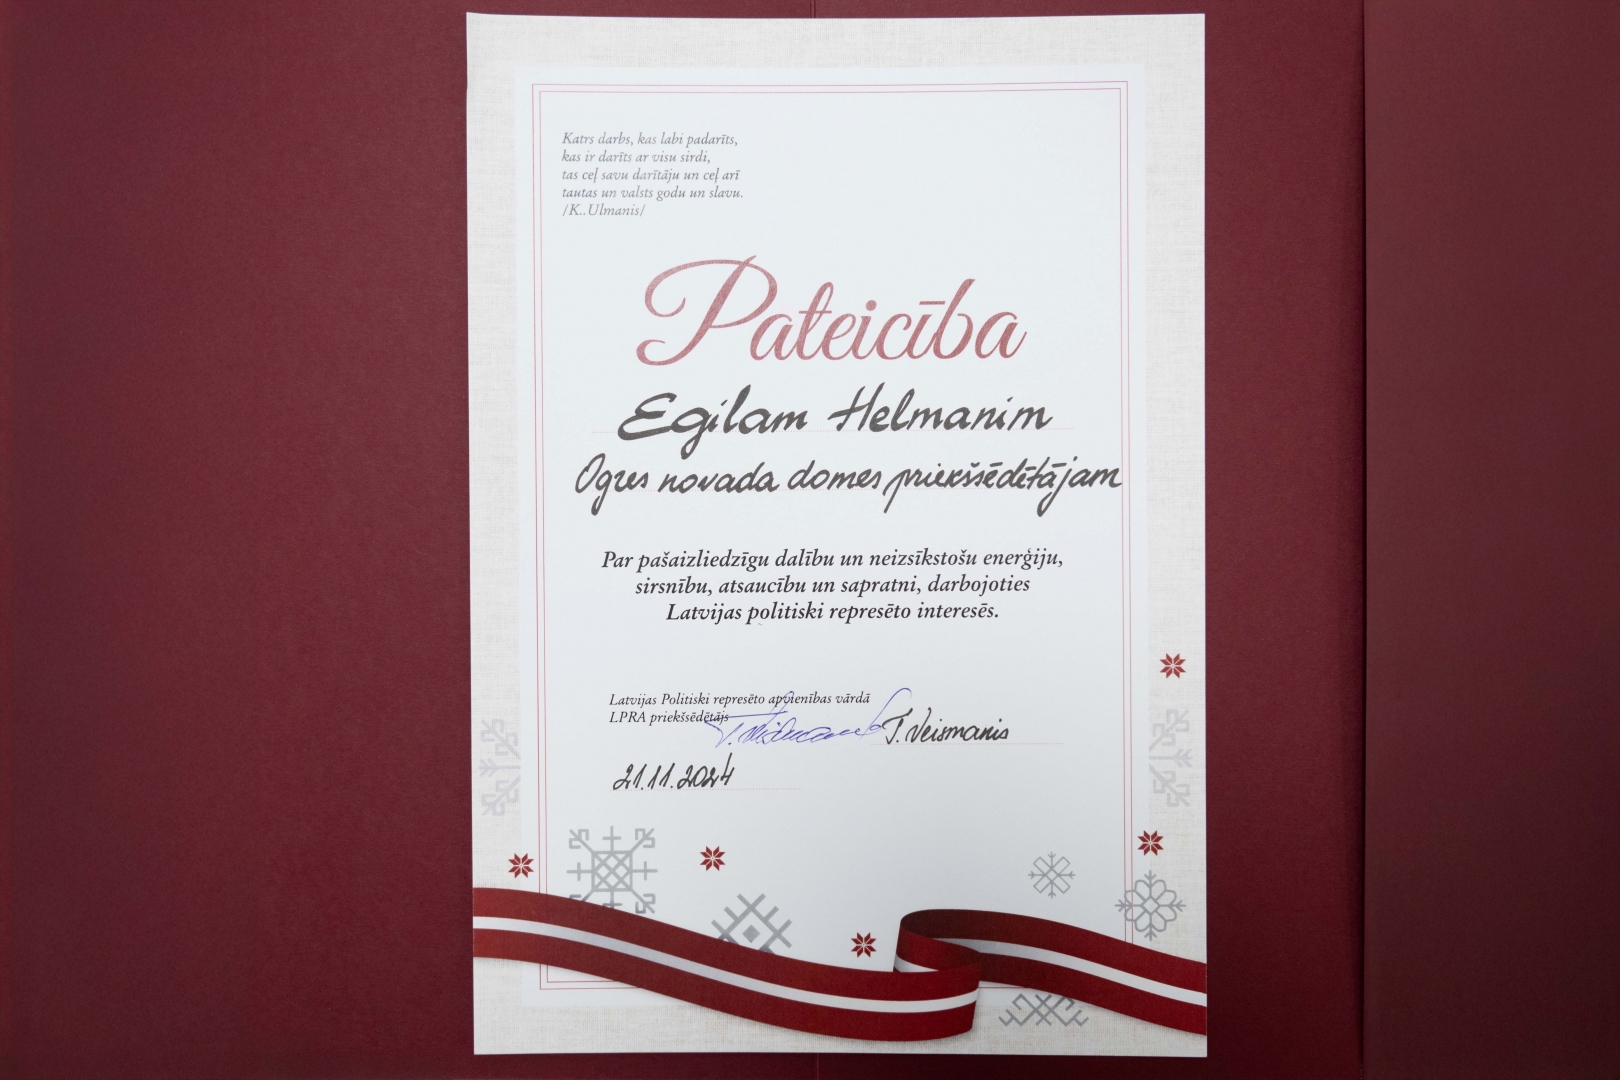 Katrs darbs, kas labi padarīts,
kas ir darīts ar visu sirdi,
tas ceļ savu darītāju un ceļ arī
tautas un valsts godu un slavu.
/K..Ulmanis/
Pateicība
Egilam Helmanim
Ogres novada domes priekšsēdētājam
Par pašaizliedzīgu dalību un neizsīkstošu enerģiju,
sirsnību, atsaucību un sapratni, darbojoties
Latvijas politiski represēto interesēs.
Latvijas Politiski represēto apvienības vārdā
LPRA priekšsēdētājs
T. Veismanis
21.11.2024